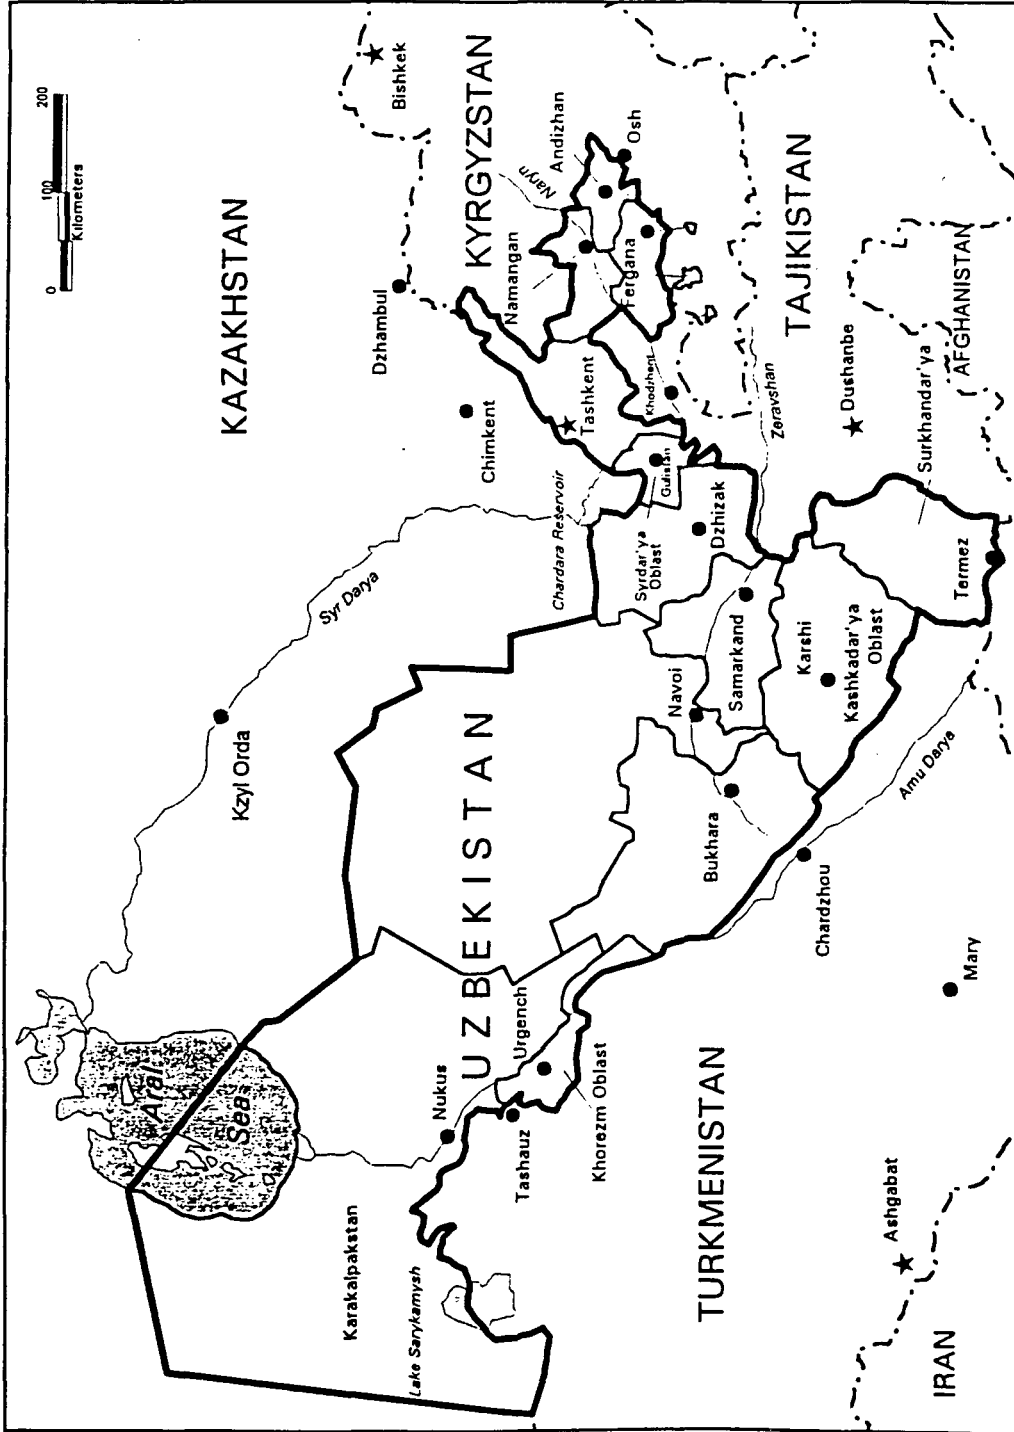 0
100
200
Kilometers
KAZAKHSTAN
Bishkek
Dzhambul
Chimkent
KYRGYZSTAN
Naryn
Andizhan
Osh
Namangan
Fergana
Tashkent
Khodzhent
Chardara Reservoir
Gulistan
Syrdar'ya
Oblast
Dzhizak
Zeravshan
TAJIKISTAN
Dushanbe
AFGHANISTAN
Surkhandar'ya
Termez
Syr Darya
Kzyl Orda
Aral
Sea
UZBEKISTAN
Navoi
Samarkand
Karshi
Kashkadar'ya
Oblast
Bukhara
Amu Darya
Chardzhou
Mary
Urgench
Nukus
Khorezm Oblast
Tashauz
Karakalpakstan
Lake Sarykamysh
TURKMENISTAN
Ashgabat
IRAN